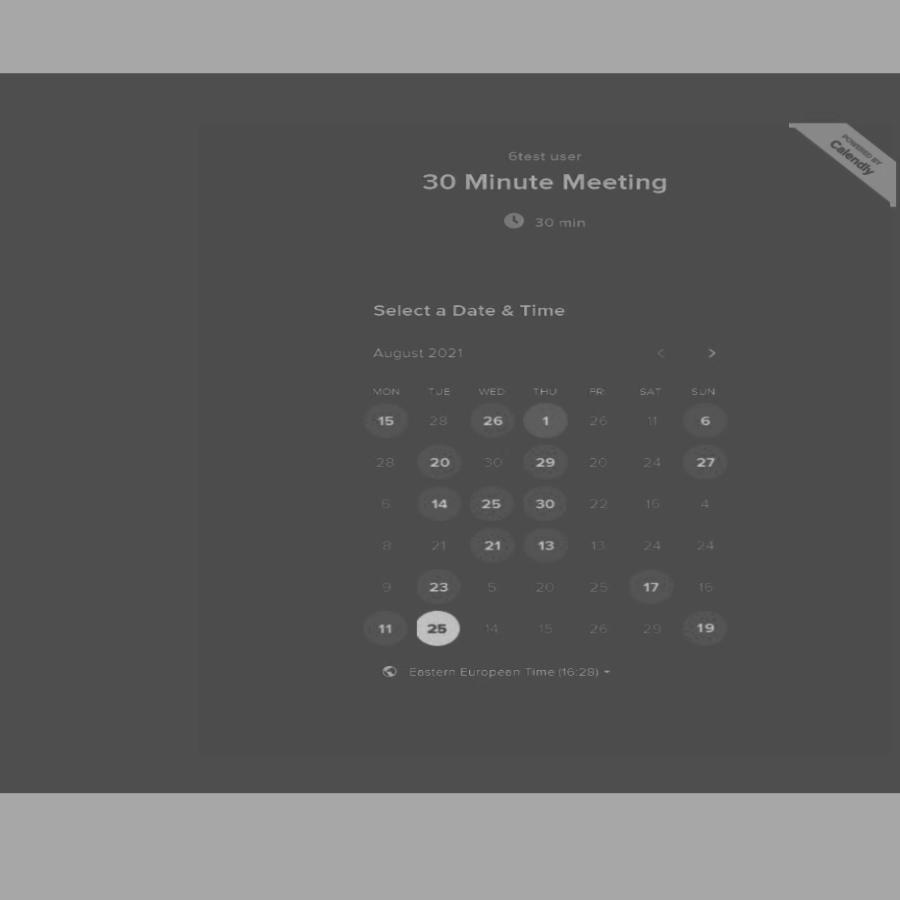 6test user
30 Minute Meeting
30 min
POWERED BY
Calendly
Select a Date & Time
August 2021 < >
MON TUE WED THU FRI SAT SUN
15 28 26 1 26 11 6
28 20 30 29 20 24 27
6 14 25 30 22 16 4
8 21 21 13 13 24 24
9 23 5 20 25 17 16
11 25 14 15 26 29 19
Eastern European Time (16:28)